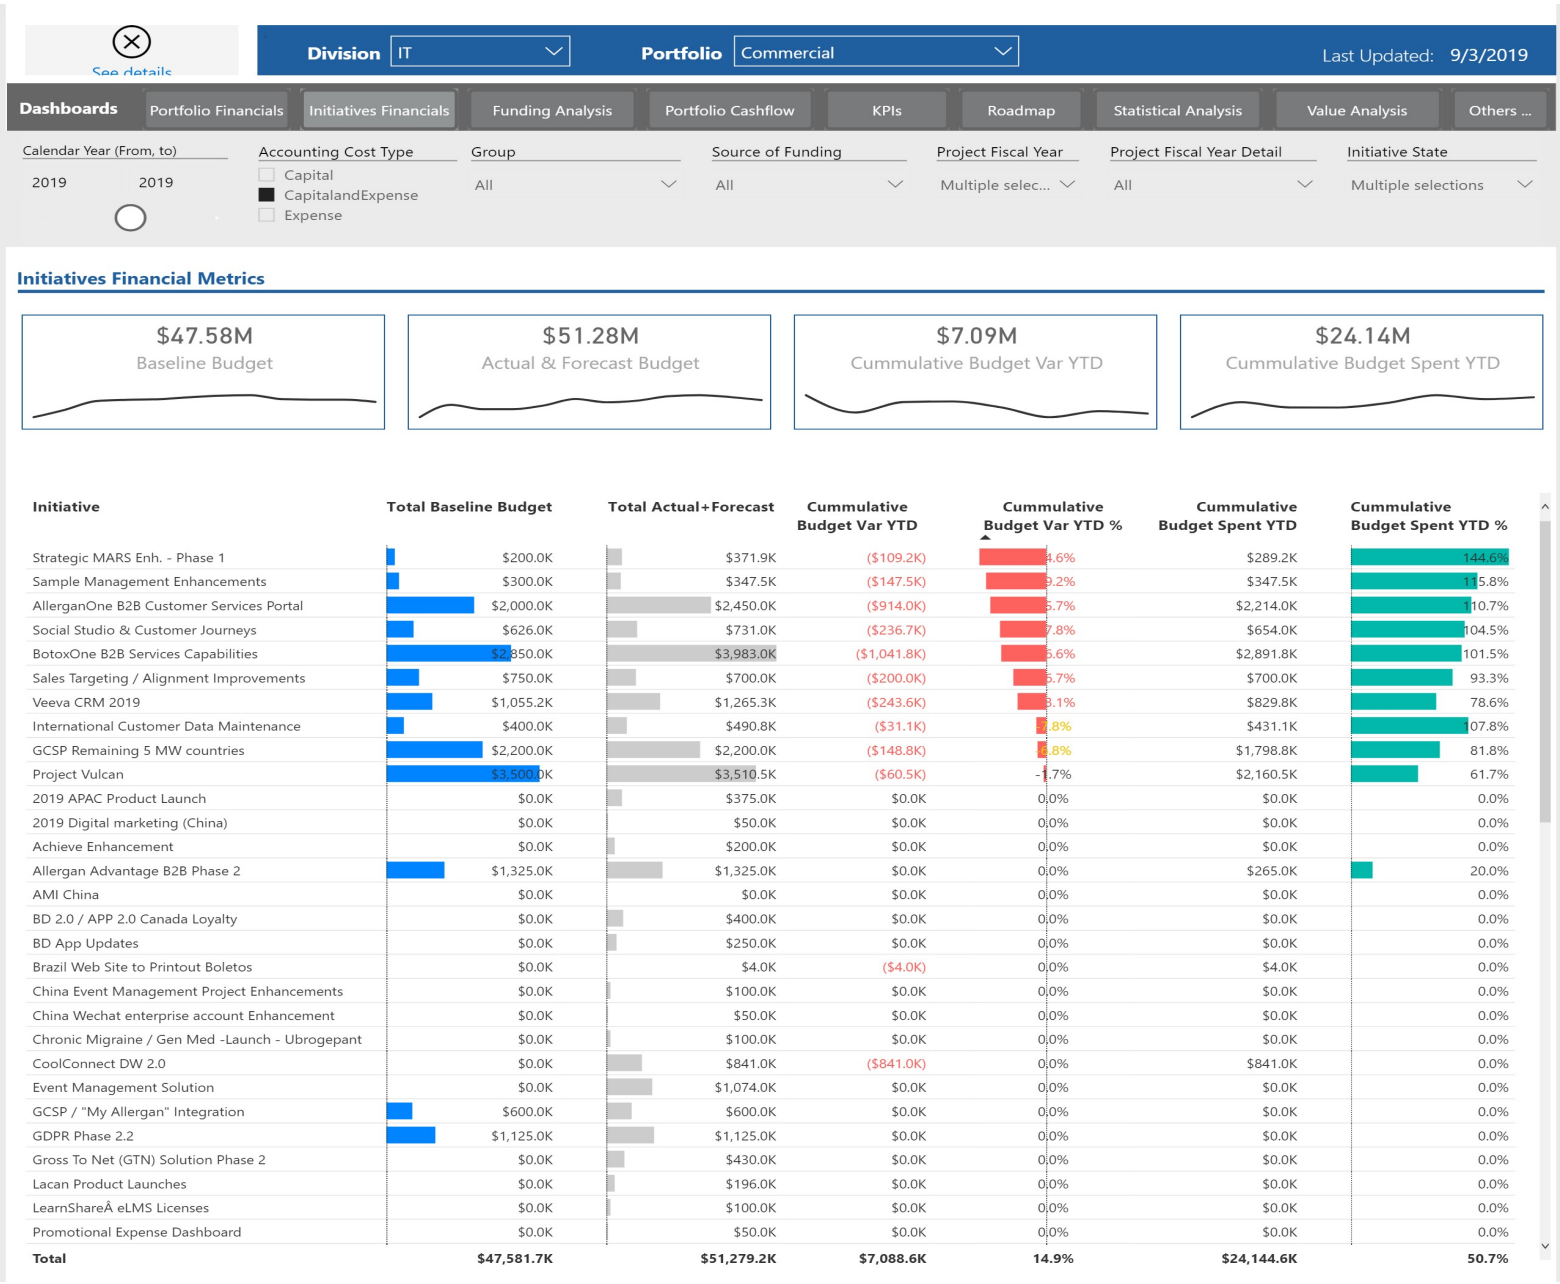 See details
Division IT Portfolio Commercial Last Updated: 9/3/2019
Dashboards Portfolio Financials Initiatives Financials Funding Analysis Portfolio Cashflow KPIs Roadmap Statistical Analysis Value Analysis Others ...
Calendar Year (From, to) Accounting Cost Type Group Source of Funding Project Fiscal Year Project Fiscal Year Detail Initiative State
2019 2019 Capital All All Multiple selec... All Multiple selections
CapitalandExpense
Expense
Initiatives Financial Metrics
$47.58M $51.28M $7.09M $24.14M
Baseline Budget Actual & Forecast Budget Cummulative Budget Var YTD Cummulative Budget Spent YTD
Initiative Total Baseline Budget Total Actual+Forecast Cummulative Budget Var YTD Cummulative Budget Var YTD % Cummulative Budget Spent YTD Cummulative Budget Spent YTD %
Strategic MARS Enh. - Phase 1 $200.0K $371.9K ($109.2K) 4.6% $289.2K 144.6%
Sample Management Enhancements $300.0K $347.5K ($147.5K) 9.2% $347.5K 115.8%
AllerganOne B2B Customer Services Portal $2,000.0K $2,450.0K ($914.0K) 5.7% $2,214.0K 110.7%
Social Studio & Customer Journeys $626.0K $731.0K ($236.7K) 7.8% $654.0K 104.5%
BotoxOne B2B Services Capabilities $2,850.0K $3,983.0K ($1,041.8K) 6.6% $2,891.8K 101.5%
Sales Targeting / Alignment Improvements $750.0K $700.0K ($200.0K) 6.7% $700.0K 93.3%
Veeva CRM 2019 $1,055.2K $1,265.3K ($243.6K) 3.1% $829.8K 78.6%
International Customer Data Maintenance $400.0K $490.8K ($31.1K) -7.8% $431.1K 107.8%
GCSP Remaining 5 MW countries $2,200.0K $2,200.0K ($148.8K) -6.8% $1,798.8K 81.8%
Project Vulcan $3,500.0K $3,510.5K ($60.5K) -1.7% $2,160.5K 61.7%
2019 APAC Product Launch $0.0K $375.0K $0.0K 0.0% $0.0K 0.0%
2019 Digital marketing (China) $0.0K $50.0K $0.0K 0.0% $0.0K 0.0%
Achieve Enhancement $0.0K $200.0K $0.0K 0.0% $0.0K 0.0%
Allergan Advantage B2B Phase 2 $1,325.0K $1,325.0K $0.0K 0.0% $265.0K 20.0%
AMI China $0.0K $0.0K $0.0K 0.0% $0.0K 0.0%
BD 2.0 / APP 2.0 Canada Loyalty $0.0K $400.0K $0.0K 0.0% $0.0K 0.0%
BD App Updates $0.0K $250.0K $0.0K 0.0% $0.0K 0.0%
Brazil Web Site to Printout Boletos $0.0K $4.0K ($4.0K) 0.0% $4.0K 0.0%
China Event Management Project Enhancements $0.0K $100.0K $0.0K 0.0% $0.0K 0.0%
China Wechat enterprise account Enhancement $0.0K $50.0K $0.0K 0.0% $0.0K 0.0%
Chronic Migraine / Gen Med -Launch - Ubrogepant $0.0K $100.0K $0.0K 0.0% $0.0K 0.0%
CoolConnect DW 2.0 $0.0K $841.0K ($841.0K) 0.0% $841.0K 0.0%
Event Management Solution $0.0K $1,074.0K $0.0K 0.0% $0.0K 0.0%
GCSP / "My Allergan" Integration $600.0K $600.0K $0.0K 0.0% $0.0K 0.0%
GDPR Phase 2.2 $1,125.0K $1,125.0K $0.0K 0.0% $0.0K 0.0%
Gross To Net (GTN) Solution Phase 2 $0.0K $430.0K $0.0K 0.0% $0.0K 0.0%
Lacan Product Launches $0.0K $196.0K $0.0K 0.0% $0.0K 0.0%
LearnShareÂ eLMS Licenses $0.0K $100.0K $0.0K 0.0% $0.0K 0.0%
Promotional Expense Dashboard $0.0K $50.0K $0.0K 0.0% $0.0K 0.0%
Total $47,581.7K $51,279.2K $7,088.6K 14.9% $24,144.6K 50.7%